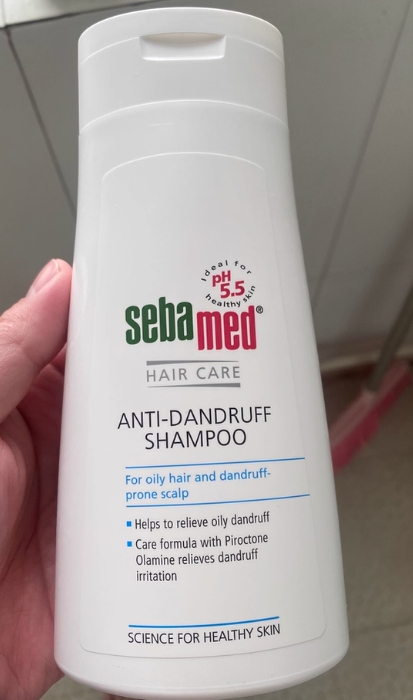 ideal for
pH
5.5
healthy skin
sebamed®
HAIR CARE
ANTI-DANDRUFF
SHAMPOO
For oily hair and dandruff-
prone scalp
▪ Helps to relieve oily dandruff
▪ Care formula with Piroctone
Olamine relieves dandruff
irritation
SCIENCE FOR HEALTHY SKIN